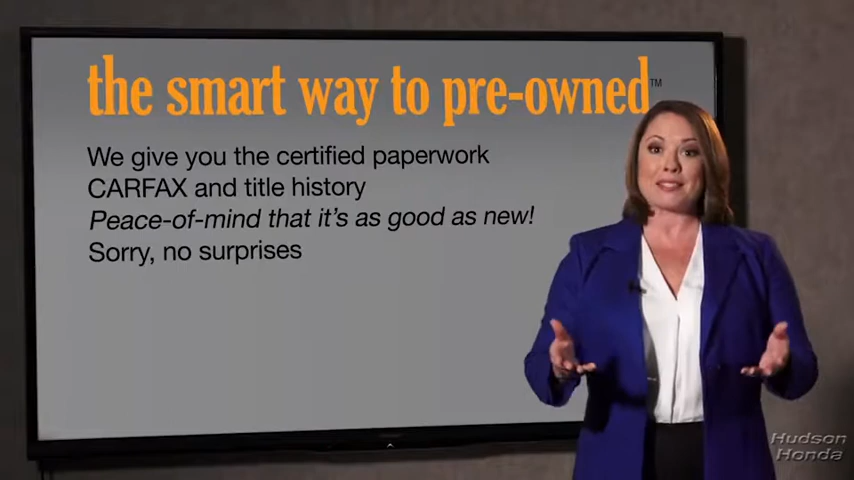 the smart way to pre-owned™
We give you the certified paperwork
CARFAX and title history
Peace-of-mind that it's as good as new!
Sorry, no surprises
Hudson
Honda